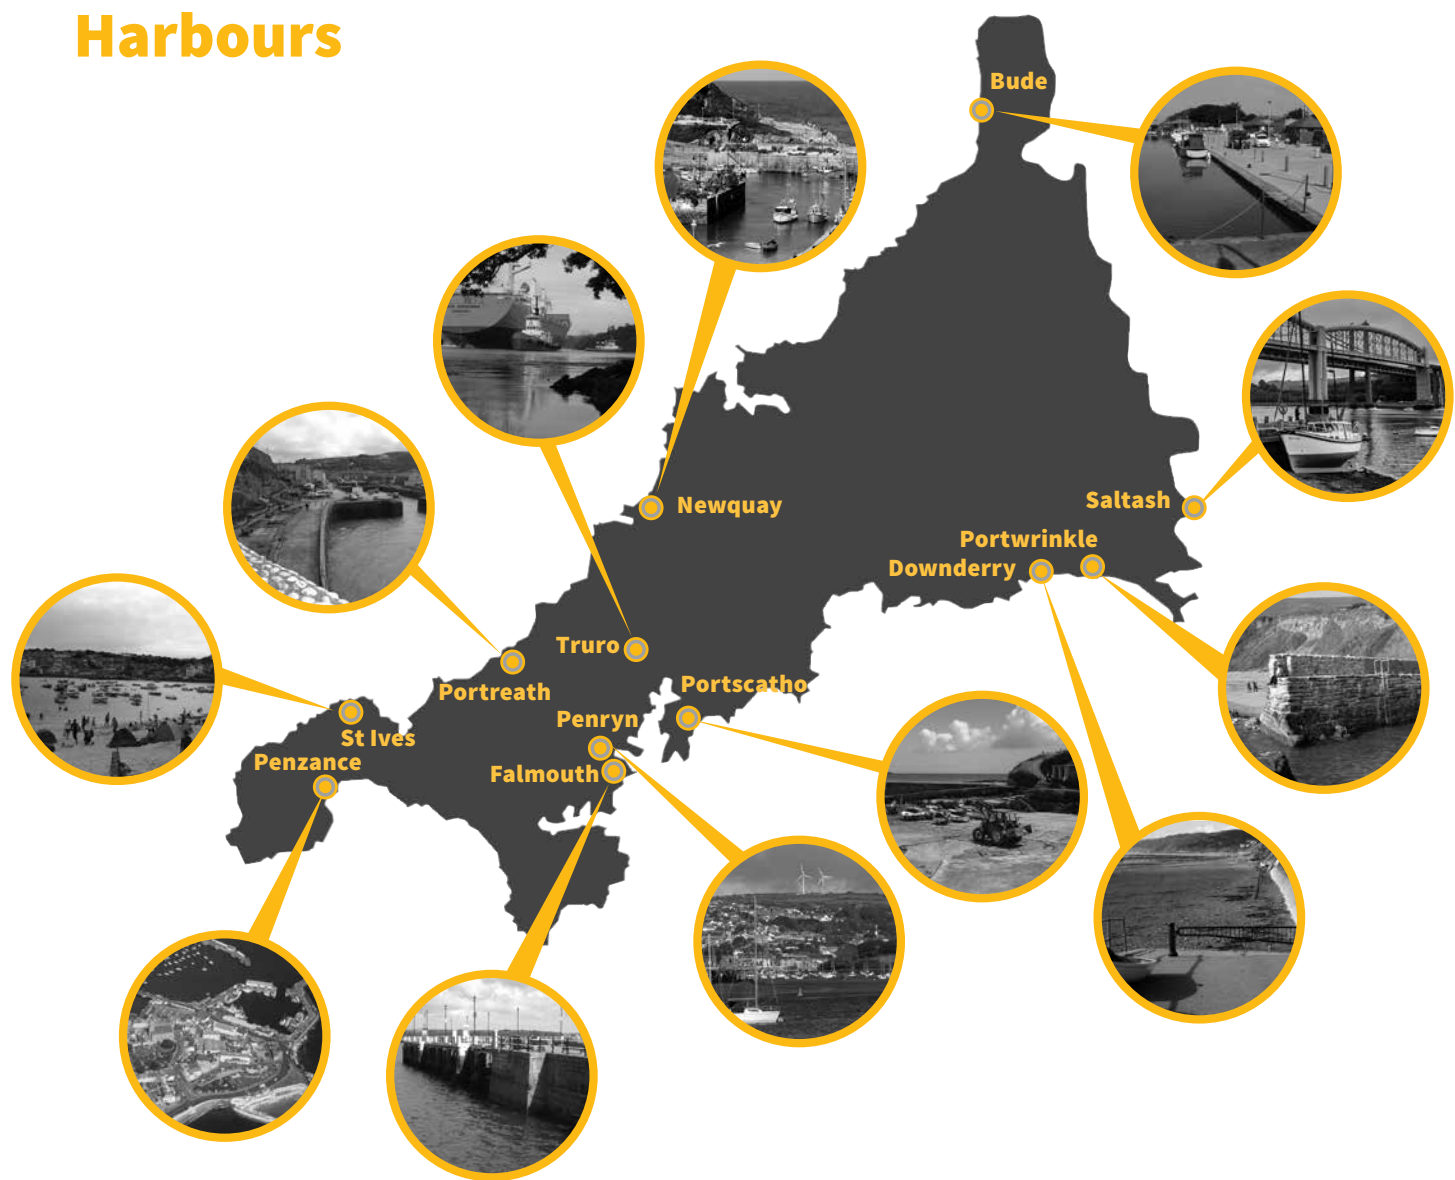 Harbours
Bude
Newquay
Saltash
Portwrinkle
Downderry
Truro
Portreath
Portscatho
Penryn
St Ives
Penzance
Falmouth